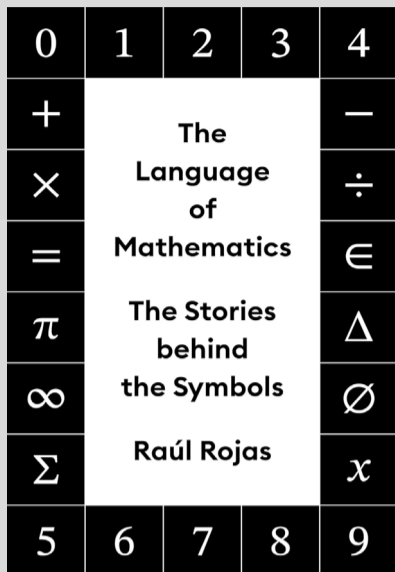 0 1 2 3 4
+ −
The
Language
× ÷
of
Mathematics
= ∈
The Stories
π Δ
behind
the Symbols
∞ ∅
Raúl Rojas
Σ x
5 6 7 8 9